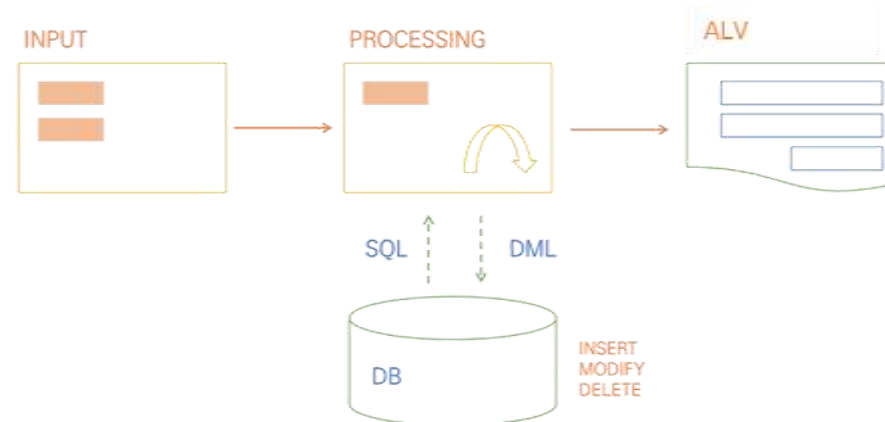 INPUT
PROCESSING
ALV
SQL
DML
DB
INSERT
MODIFY
DELETE